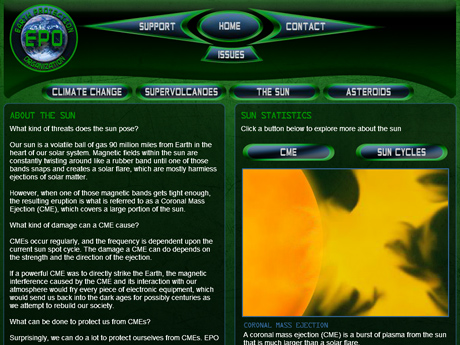 EARTH PROTECTION
EPO
ORGANIZATION
SUPPORT
HOME
CONTACT
ISSUES
CLIMATE CHANGE
SUPERVOLCANOES
THE SUN
ASTEROIDS
ABOUT THE SUN
What kind of threats does the sun pose?
Our sun is a volatile ball of gas 90 milion miles from Earth in the
heart of our solar system. Magnetic fields within the sun are
constantly twisting around like a rubber band until one of those
bands snaps and creates a solar flare, which are mostly harmless
ejections of solar matter.
However, when one of those magnetic bands gets tight enough,
the resulting eruption is what is referred to as a Coronal Mass
Ejection (CME), which covers a large portion of the sun.
What kind of damage can a CME cause?
CMEs occur regularly, and the frequency is dependent upon the
current sun spot cycle. The damage a CME can do depends on
the strength and the direction of the ejection.
If a powerful CME was to directly strike the Earth, the magnetic
interference caused by the CME and its interaction with our
atmosphere would fry every piece of electronic equipment, which
would send us back into the dark ages for possibly centuries as
we attempt to rebuild our society.
What can be done to protect us from CMEs?
Surprisingly, we can do a lot to protect ourselves from CMEs. EPO
SUN STATISTICS
Click a button below to explore more about the sun
CME
SUN CYCLES
CORONAL MASS EJECTION
A coronal mass ejection (CME) is a burst of plasma from the sun
that is much larger than a solar flare.